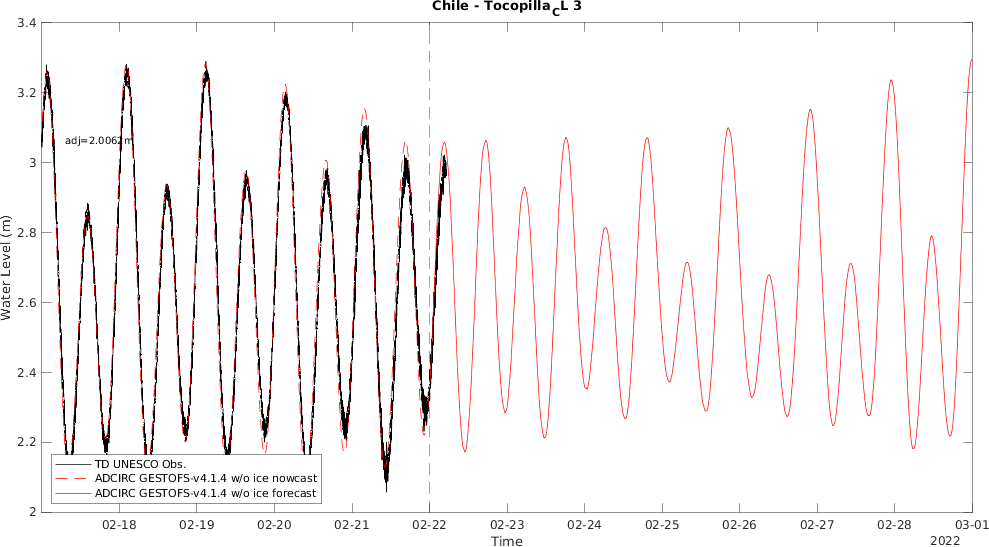 Chile - Tocopilla_CL 3
3.4
3.2
3
2.8
2.6
2.4
2.2
2
Water Level (m)
adj=2.0062m
TD UNESCO Obs.
ADCIRC GESTOFS-v4.1.4 w/o ice nowcast
ADCIRC GESTOFS-v4.1.4 w/o ice forecast
02-18 02-19 02-20 02-21 02-22 02-23 02-24 02-25 02-26 02-27 02-28 03-01
Time
2022